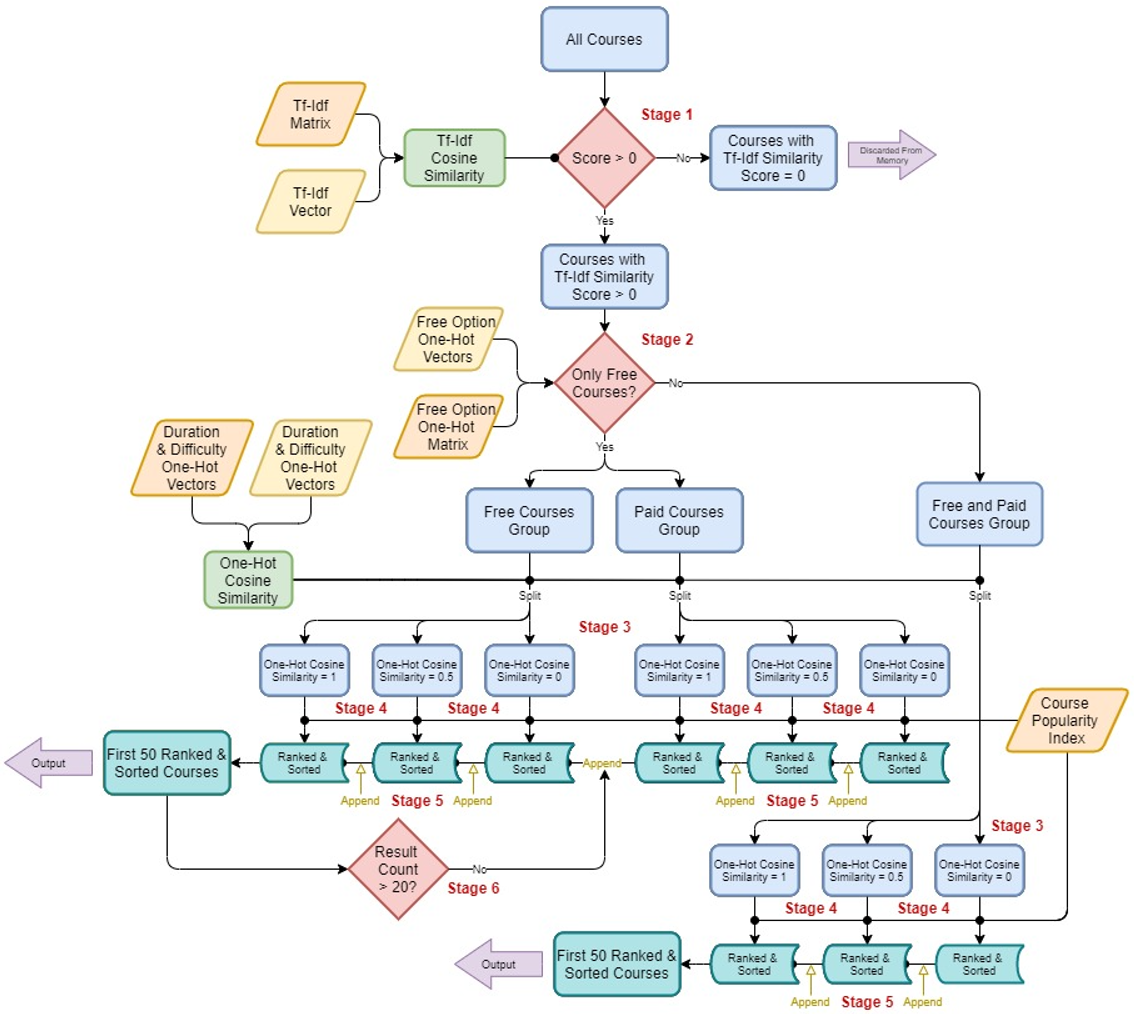 All Courses
Stage 1
Tf-Idf
Matrix
Tf-Idf
Cosine
Similarity
Score > 0
No
Courses with
Tf-Idf Similarity
Score = 0
Discarded From
Memory
Tf-Idf
Vector
Yes
Courses with
Tf-Idf Similarity
Score > 0
Free Option
One-Hot
Vectors
Stage 2
Only Free
Courses?
No
Free Option
One-Hot
Matrix
Yes
Duration
& Difficulty
One-Hot
Vectors
Duration
& Difficulty
One-Hot
Vectors
Free Courses
Group
Paid Courses
Group
Free and Paid
Courses Group
One-Hot
Cosine
Similarity
Split
Split
Split
Stage 3
One-Hot Cosine
Similarity = 1
One-Hot Cosine
Similarity = 0.5
One-Hot Cosine
Similarity = 0
One-Hot Cosine
Similarity = 1
One-Hot Cosine
Similarity = 0.5
One-Hot Cosine
Similarity = 0
Stage 4
Stage 4
Stage 4
Stage 4
Course
Popularity
Index
Output
First 50 Ranked &
Sorted Courses
Ranked &
Sorted
Ranked &
Sorted
Ranked &
Sorted
Append
Ranked &
Sorted
Ranked &
Sorted
Ranked &
Sorted
Append
Stage 5
Append
Append
Stage 5
Append
Stage 3
Result
Count
> 20?
No
Stage 6
One-Hot Cosine
Similarity = 1
One-Hot Cosine
Similarity = 0.5
One-Hot Cosine
Similarity = 0
Stage 4
Stage 4
Output
First 50 Ranked &
Sorted Courses
Ranked &
Sorted
Ranked &
Sorted
Ranked &
Sorted
Append
Stage 5
Append